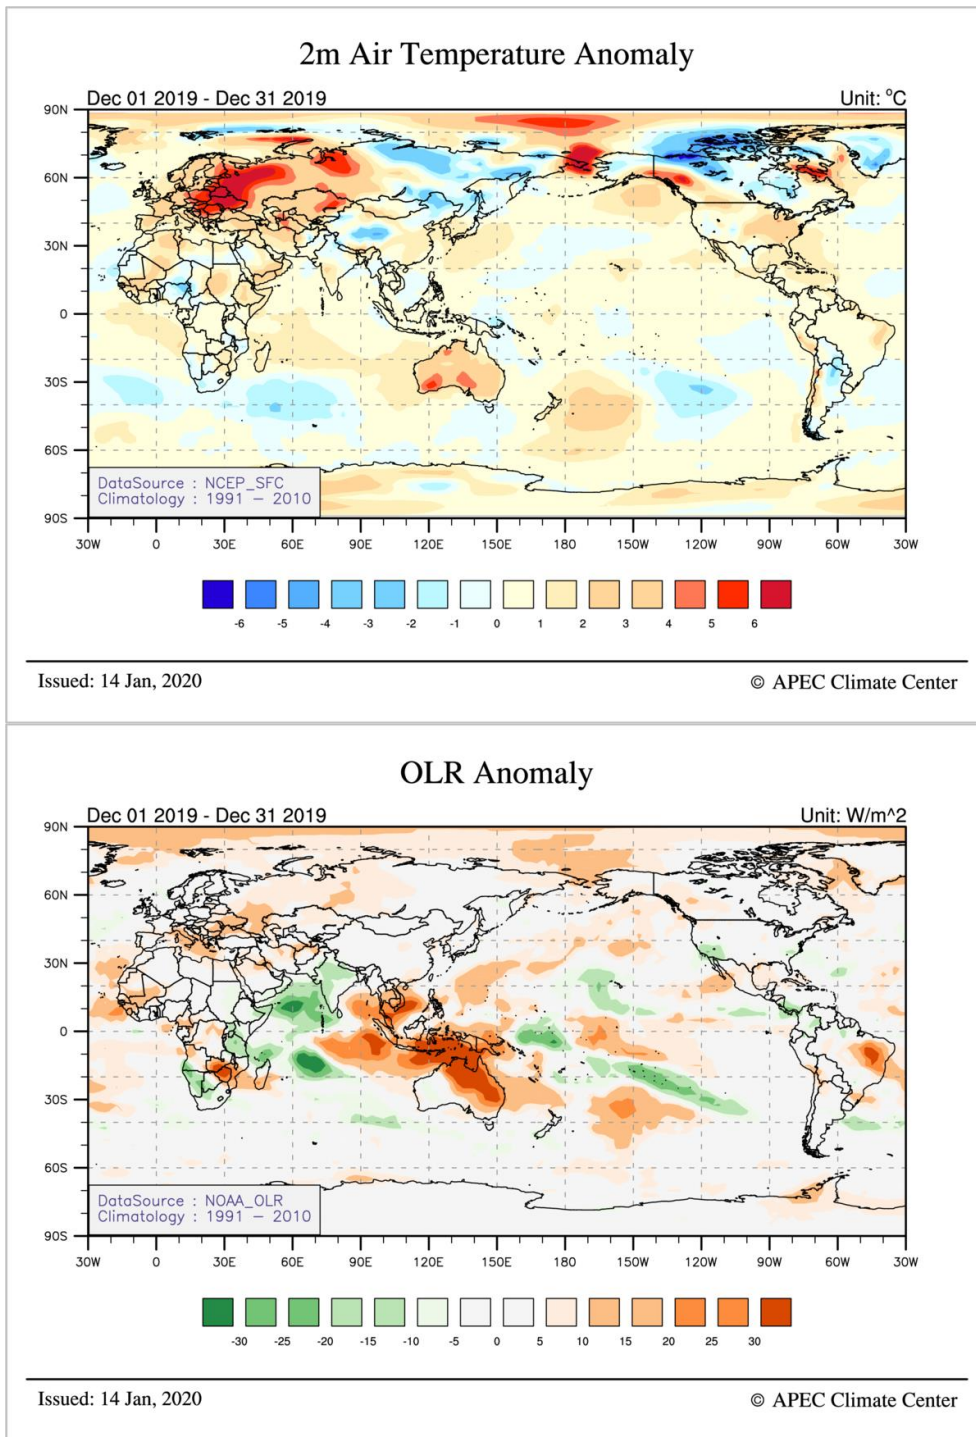 2m Air Temperature Anomaly
Dec 01 2019 - Dec 31 2019 Unit: °C
90N
60N
30N
0
30S
60S
90S
DataSource : NCEP_SFC
Climatology : 1991 – 2010
30W 0 30E 60E 90E 120E 150E 180 150W 120W 90W 60W 30W
-6 -5 -4 -3 -2 -1 0 1 2 3 4 5 6
Issued: 14 Jan, 2020 © APEC Climate Center
OLR Anomaly
Dec 01 2019 - Dec 31 2019 Unit: W/m^2
90N
60N
30N
0
30S
60S
90S
DataSource : NOAA_OLR
Climatology : 1991 – 2010
30W 0 30E 60E 90E 120E 150E 180 150W 120W 90W 60W 30W
-30 -25 -20 -15 -10 -5 0 5 10 15 20 25 30
Issued: 14 Jan, 2020 © APEC Climate Center